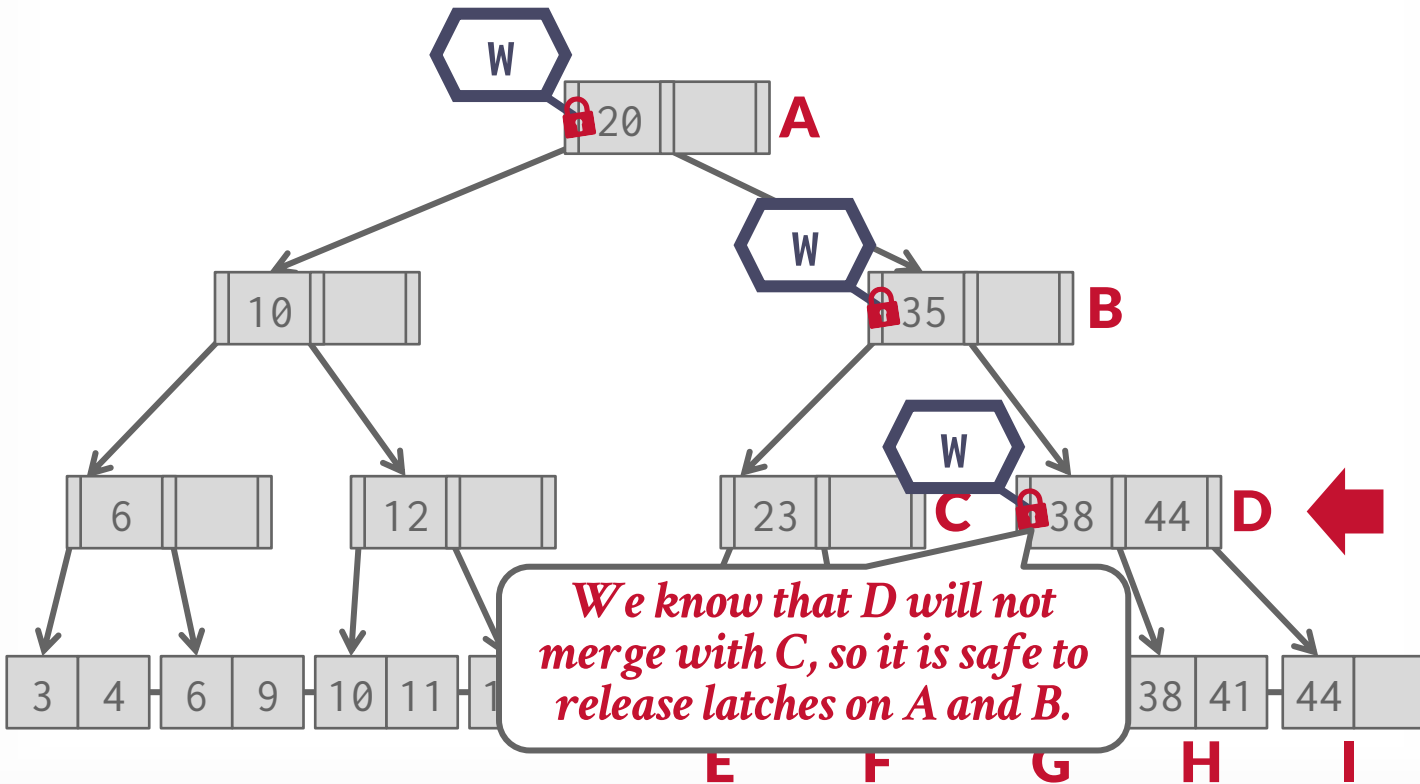 W
20 A
W
10
35 B
W
6
12
23 C
38 44 D
We know that D will not
merge with C, so it is safe to
release latches on A and B.
3 4 6 9 10 11 1
38 41 44
E F G H I